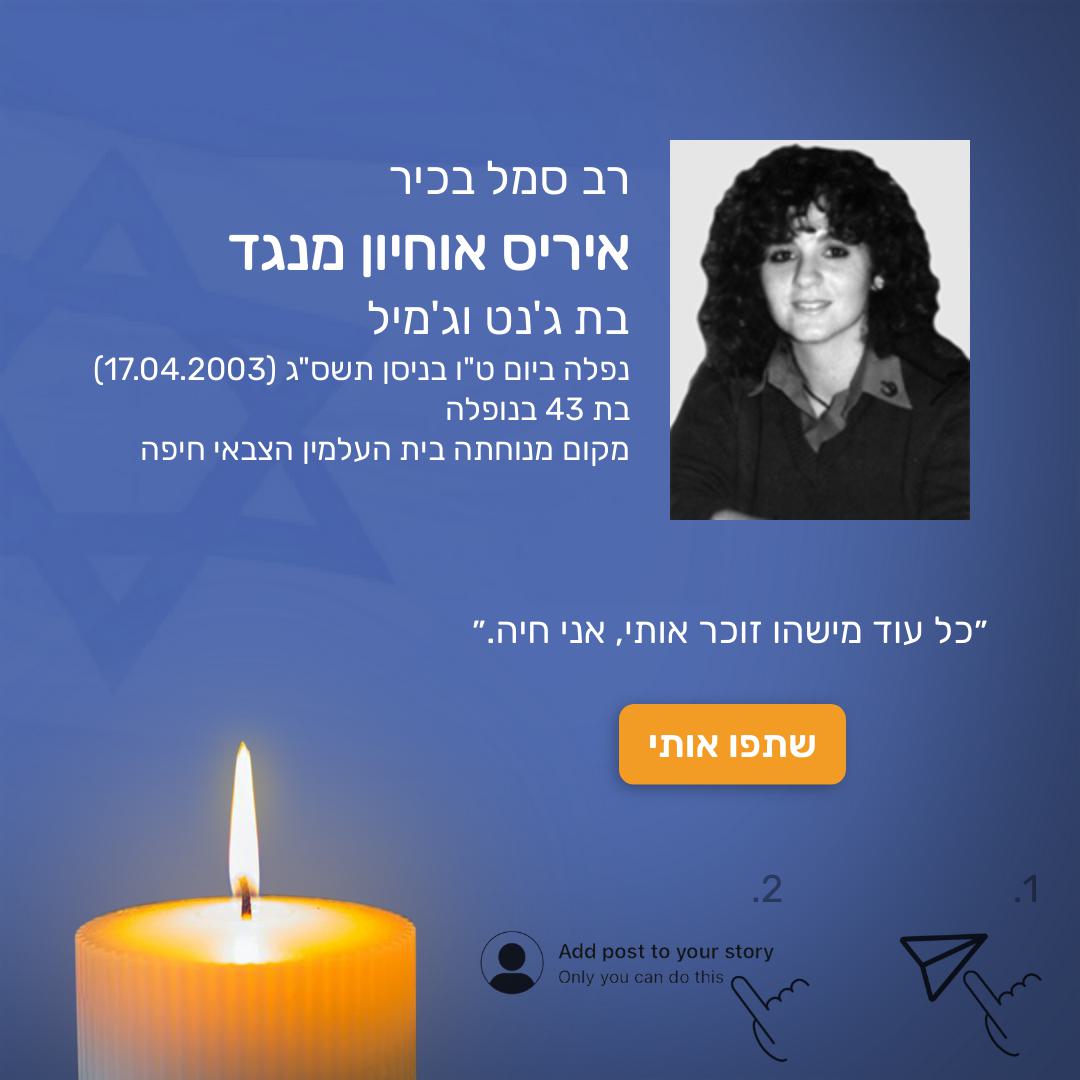 רב סמל בכיר
איריס אוחיון מנגד
בת ג'נט וג'מיל
נפלה ביום ט"ו בניסן תשס"ג (17.04.2003)
בת 43 בנופלה
מקום מנוחתה בית העלמין הצבאי חיפה
״כל עוד מישהו זוכר אותי, אני חיה.״
שתפו אותי
.1
.2
Add post to your story
Only you can do this